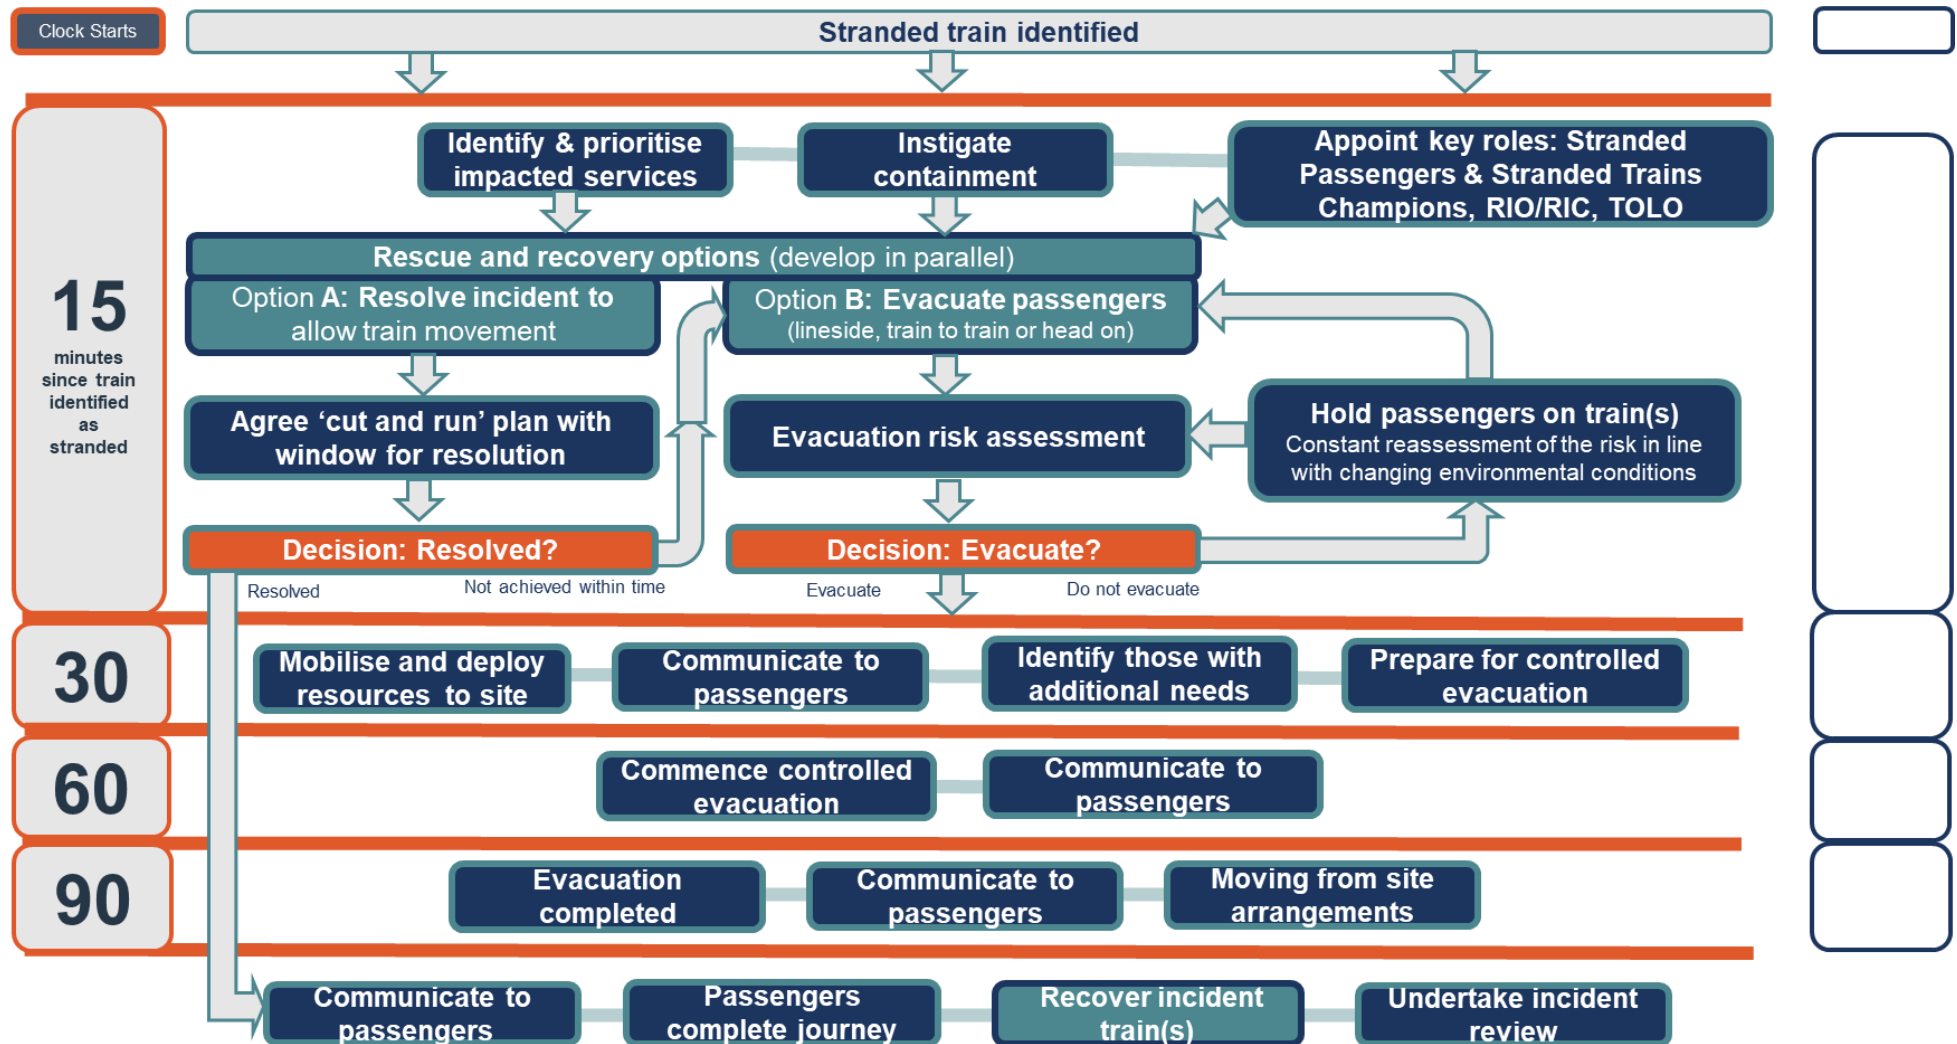 Clock Starts
Stranded train identified
15
minutes
since train
identified
as
stranded
Identify & prioritise
impacted services
Instigate
containment
Appoint key roles: Stranded
Passengers & Stranded Trains
Champions, RIO/RIC, TOLO
Rescue and recovery options (develop in parallel)
Option A: Resolve incident to
allow train movement
Option B: Evacuate passengers
(lineside, train to train or head on)
Agree ‘cut and run’ plan with
window for resolution
Evacuation risk assessment
Hold passengers on train(s)
Constant reassessment of the risk in line
with changing environmental conditions
Decision: Resolved?
Resolved
Not achieved within time
Decision: Evacuate?
Evacuate
Do not evacuate
30
Mobilise and deploy
resources to site
Communicate to
passengers
Identify those with
additional needs
Prepare for controlled
evacuation
60
Commence controlled
evacuation
Communicate to
passengers
90
Evacuation
completed
Communicate to
passengers
Moving from site
arrangements
Communicate to
passengers
Passengers
complete journey
Recover incident
train(s)
Undertake incident
review